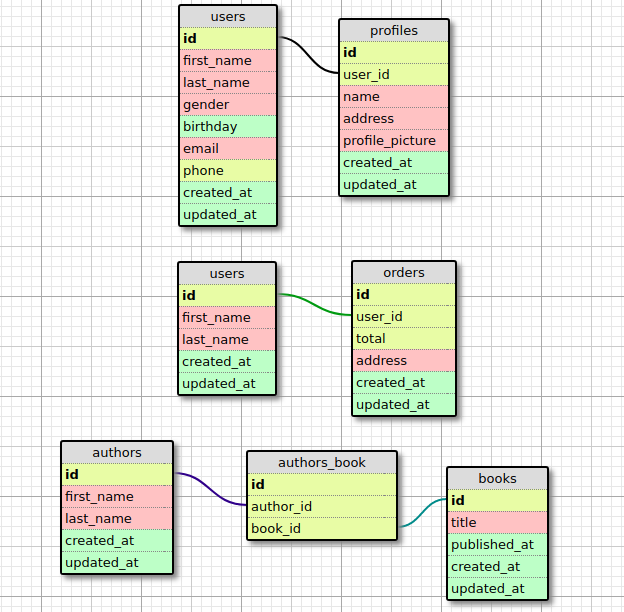 users
id
first_name
last_name
gender
birthday
email
phone
created_at
updated_at
profiles
id
user_id
name
address
profile_picture
created_at
updated_at
users
id
first_name
last_name
created_at
updated_at
orders
id
user_id
total
address
created_at
updated_at
authors
id
first_name
last_name
created_at
updated_at
authors_book
id
author_id
book_id
books
id
title
published_at
created_at
updated_at